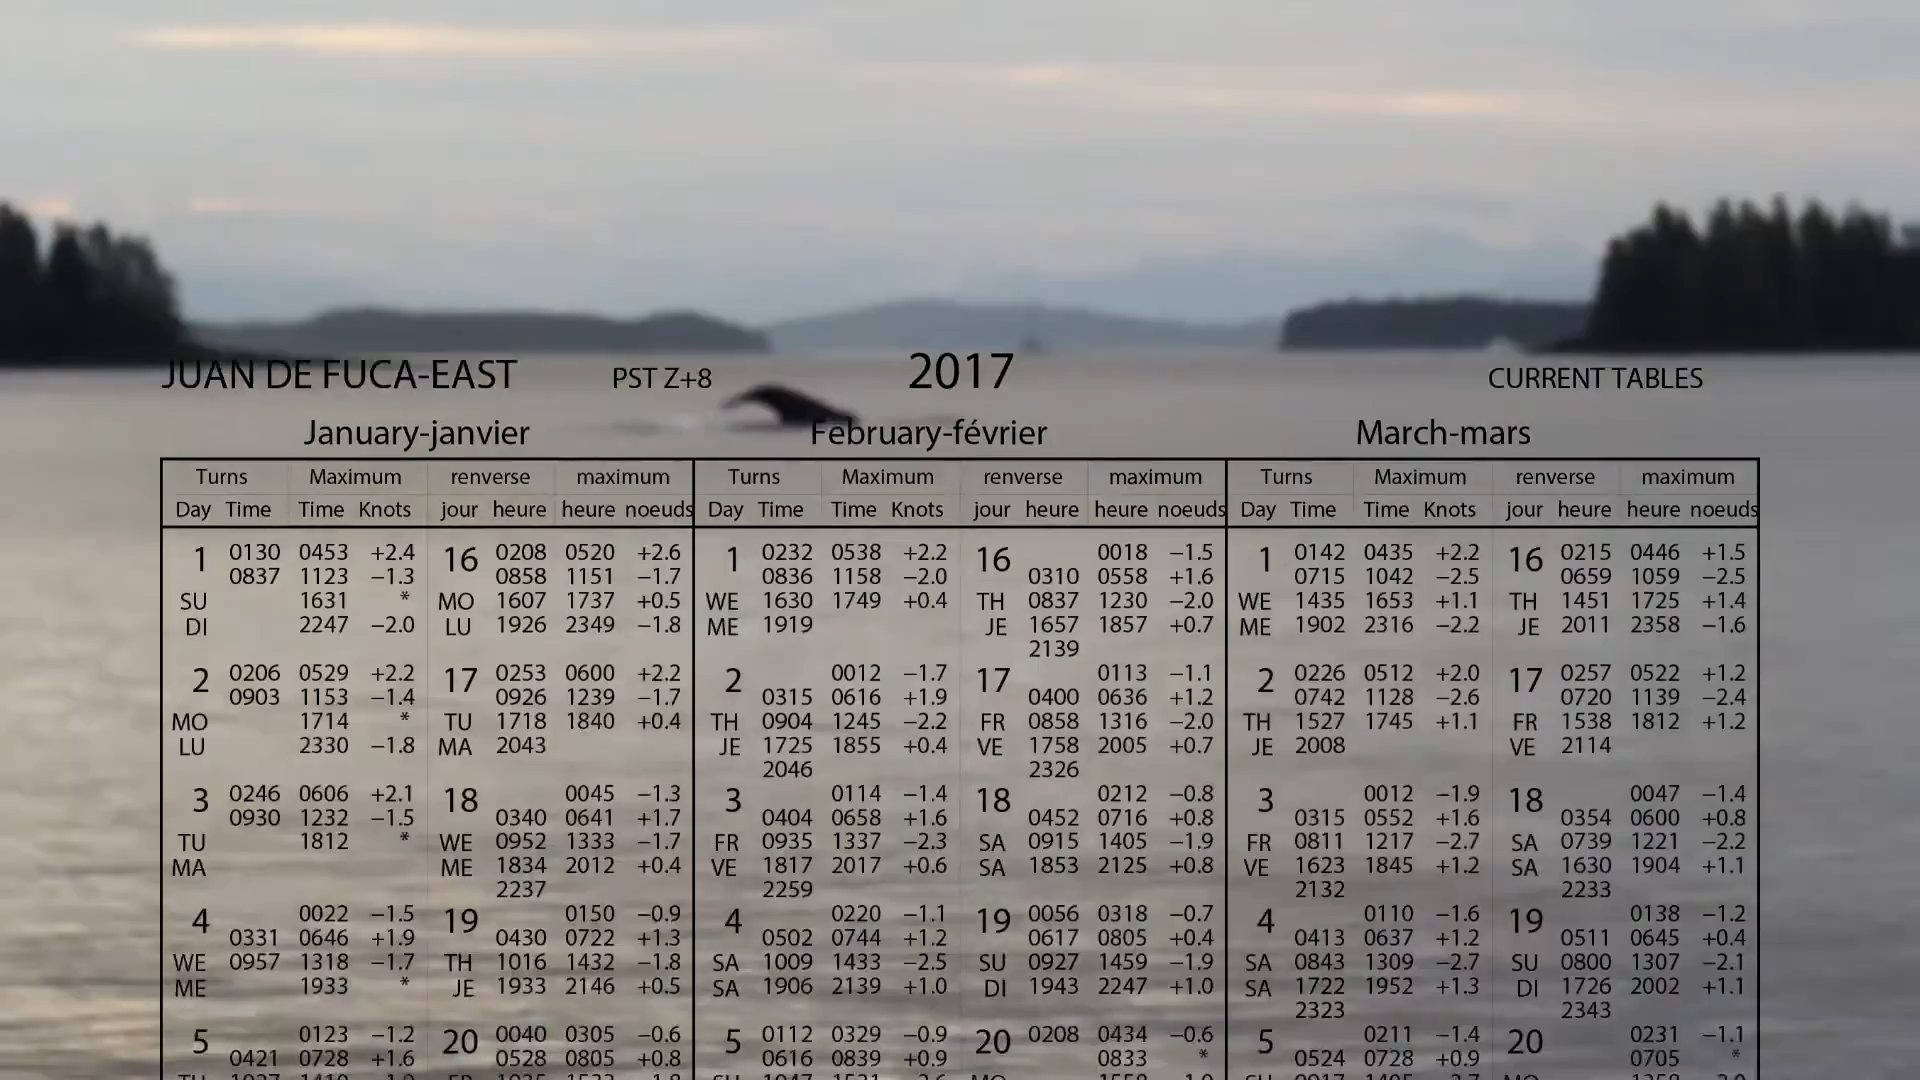 JUAN DE FUCA-EAST PST Z+8 2017 CURRENT TABLES
January-janvier February-février March-mars
Turns Maximum renverse maximum Turns Maximum renverse maximum Turns Maximum renverse maximum
Day Time Time Knots jour heure heure noeuds Day Time Time Knots jour heure heure noeuds Day Time Time Knots jour heure heure noeuds
1 0130 0453 +2.4 16 0208 0520 +2.6 1 0232 0538 +2.2 16 0018 −1.5 1 0142 0435 +2.2 16 0215 0446 +1.5
0837 1123 −1.3 0858 1151 −1.7 0836 1158 −2.0 0310 0558 +1.6 0715 1042 −2.5 0659 1059 −2.5
SU 1631 * MO 1607 1737 +0.5 WE 1630 1749 +0.4 TH 0837 1230 −2.0 WE 1435 1653 +1.1 TH 1451 1725 +1.4
DI 2247 −2.0 LU 1926 2349 −1.8 ME 1919 JE 1657 1857 +0.7 ME 1902 2316 −2.2 JE 2011 2358 −1.6
2139
2 0206 0529 +2.2 17 0253 0600 +2.2 2 0012 −1.7 17 0113 −1.1 2 0226 0512 +2.0 17 0257 0522 +1.2
0903 1153 −1.4 0926 1239 −1.7 0315 0616 +1.9 0400 0636 +1.2 0742 1128 −2.6 0720 1139 −2.4
MO 1714 * TU 1718 1840 +0.4 TH 0904 1245 −2.2 FR 0858 1316 −2.0 TH 1527 1745 +1.1 FR 1538 1812 +1.2
LU 2330 −1.8 MA 2043 JE 1725 1855 +0.4 VE 1758 2005 +0.7 JE 2008 VE 2114
2046 2326
3 0246 0606 +2.1 18 0045 −1.3 3 0114 −1.4 18 0212 −0.8 3 0012 −1.9 18 0047 −1.4
0930 1232 −1.5 0340 0641 +1.7 0404 0658 +1.6 0452 0716 +0.8 0315 0552 +1.6 0354 0600 +0.8
TU 1812 * WE 0952 1333 −1.7 FR 0935 1337 −2.3 SA 0915 1405 −1.9 FR 0811 1217 −2.7 SA 0739 1221 −2.2
MA ME 1834 2012 +0.4 VE 1817 2017 +0.6 SA 1853 2125 +0.8 VE 1623 1845 +1.2 SA 1630 1904 +1.1
2237 2259 2132 2233
4 0022 −1.5 19 0150 −0.9 4 0220 −1.1 19 0056 0318 −0.7 4 0110 −1.6 19 0138 −1.2
0331 0646 +1.9 0430 0722 +1.3 0502 0744 +1.2 0617 0805 +0.4 0413 0637 +1.2 0511 0645 +0.4
WE 0957 1318 −1.7 TH 1016 1432 −1.8 SA 1009 1433 −2.5 SU 0927 1459 −1.9 SA 0843 1309 −2.7 SU 0800 1307 −2.1
ME 1933 * JE 1933 2146 +0.5 SA 1906 2139 +1.0 DI 1943 2247 +1.0 SA 1722 1952 +1.3 DI 1726 2002 +1.1
2323 2343
5 0123 −1.2 20 0040 0305 −0.6 5 0112 0329 −0.9 20 0208 0434 −0.6 5 0211 −1.4 20 0231 −1.1
0421 0728 +1.6 0528 0805 +0.8 0616 0839 +0.9 0833 * 0524 0728 +0.9 0705 *